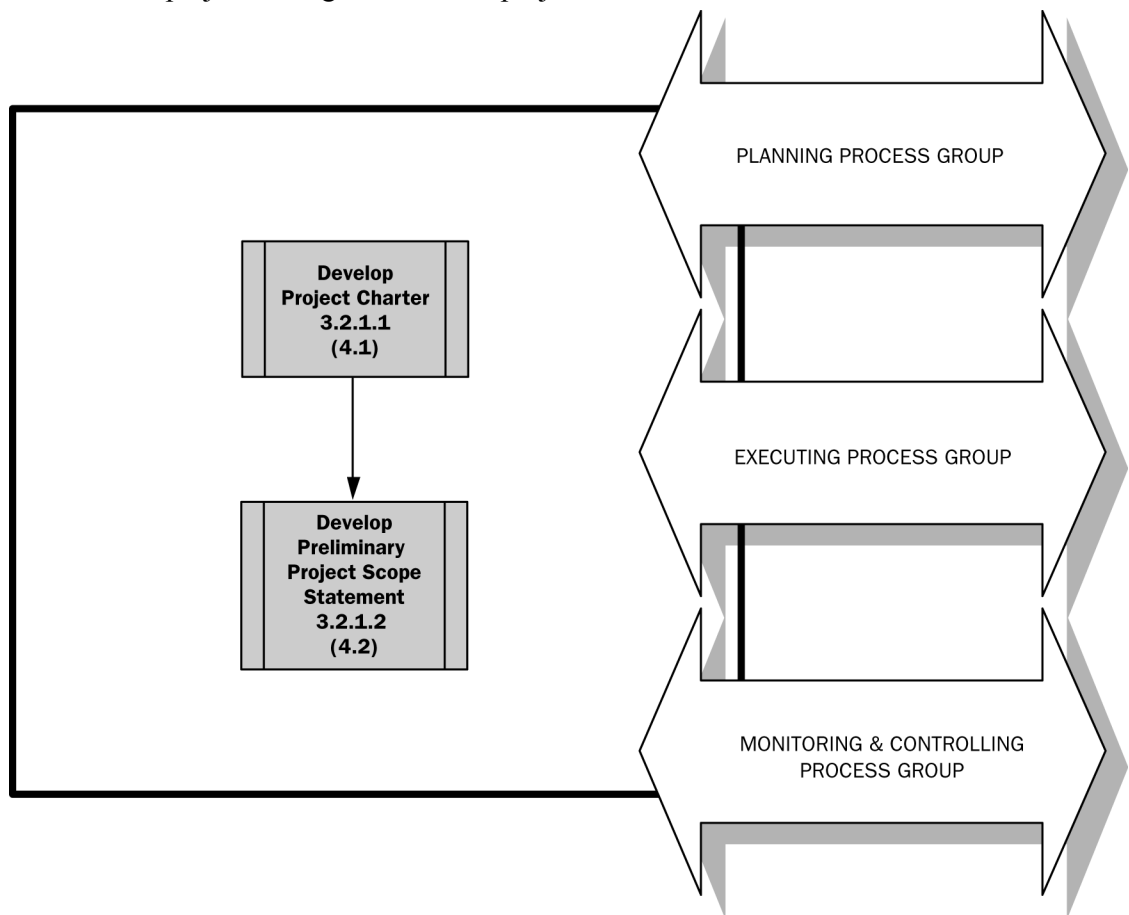 PLANNING PROCESS GROUP
Develop
Project Charter
3.2.1.1
(4.1)
EXECUTING PROCESS GROUP
Develop
Preliminary
Project Scope
Statement
3.2.1.2
(4.2)
MONITORING & CONTROLLING
PROCESS GROUP